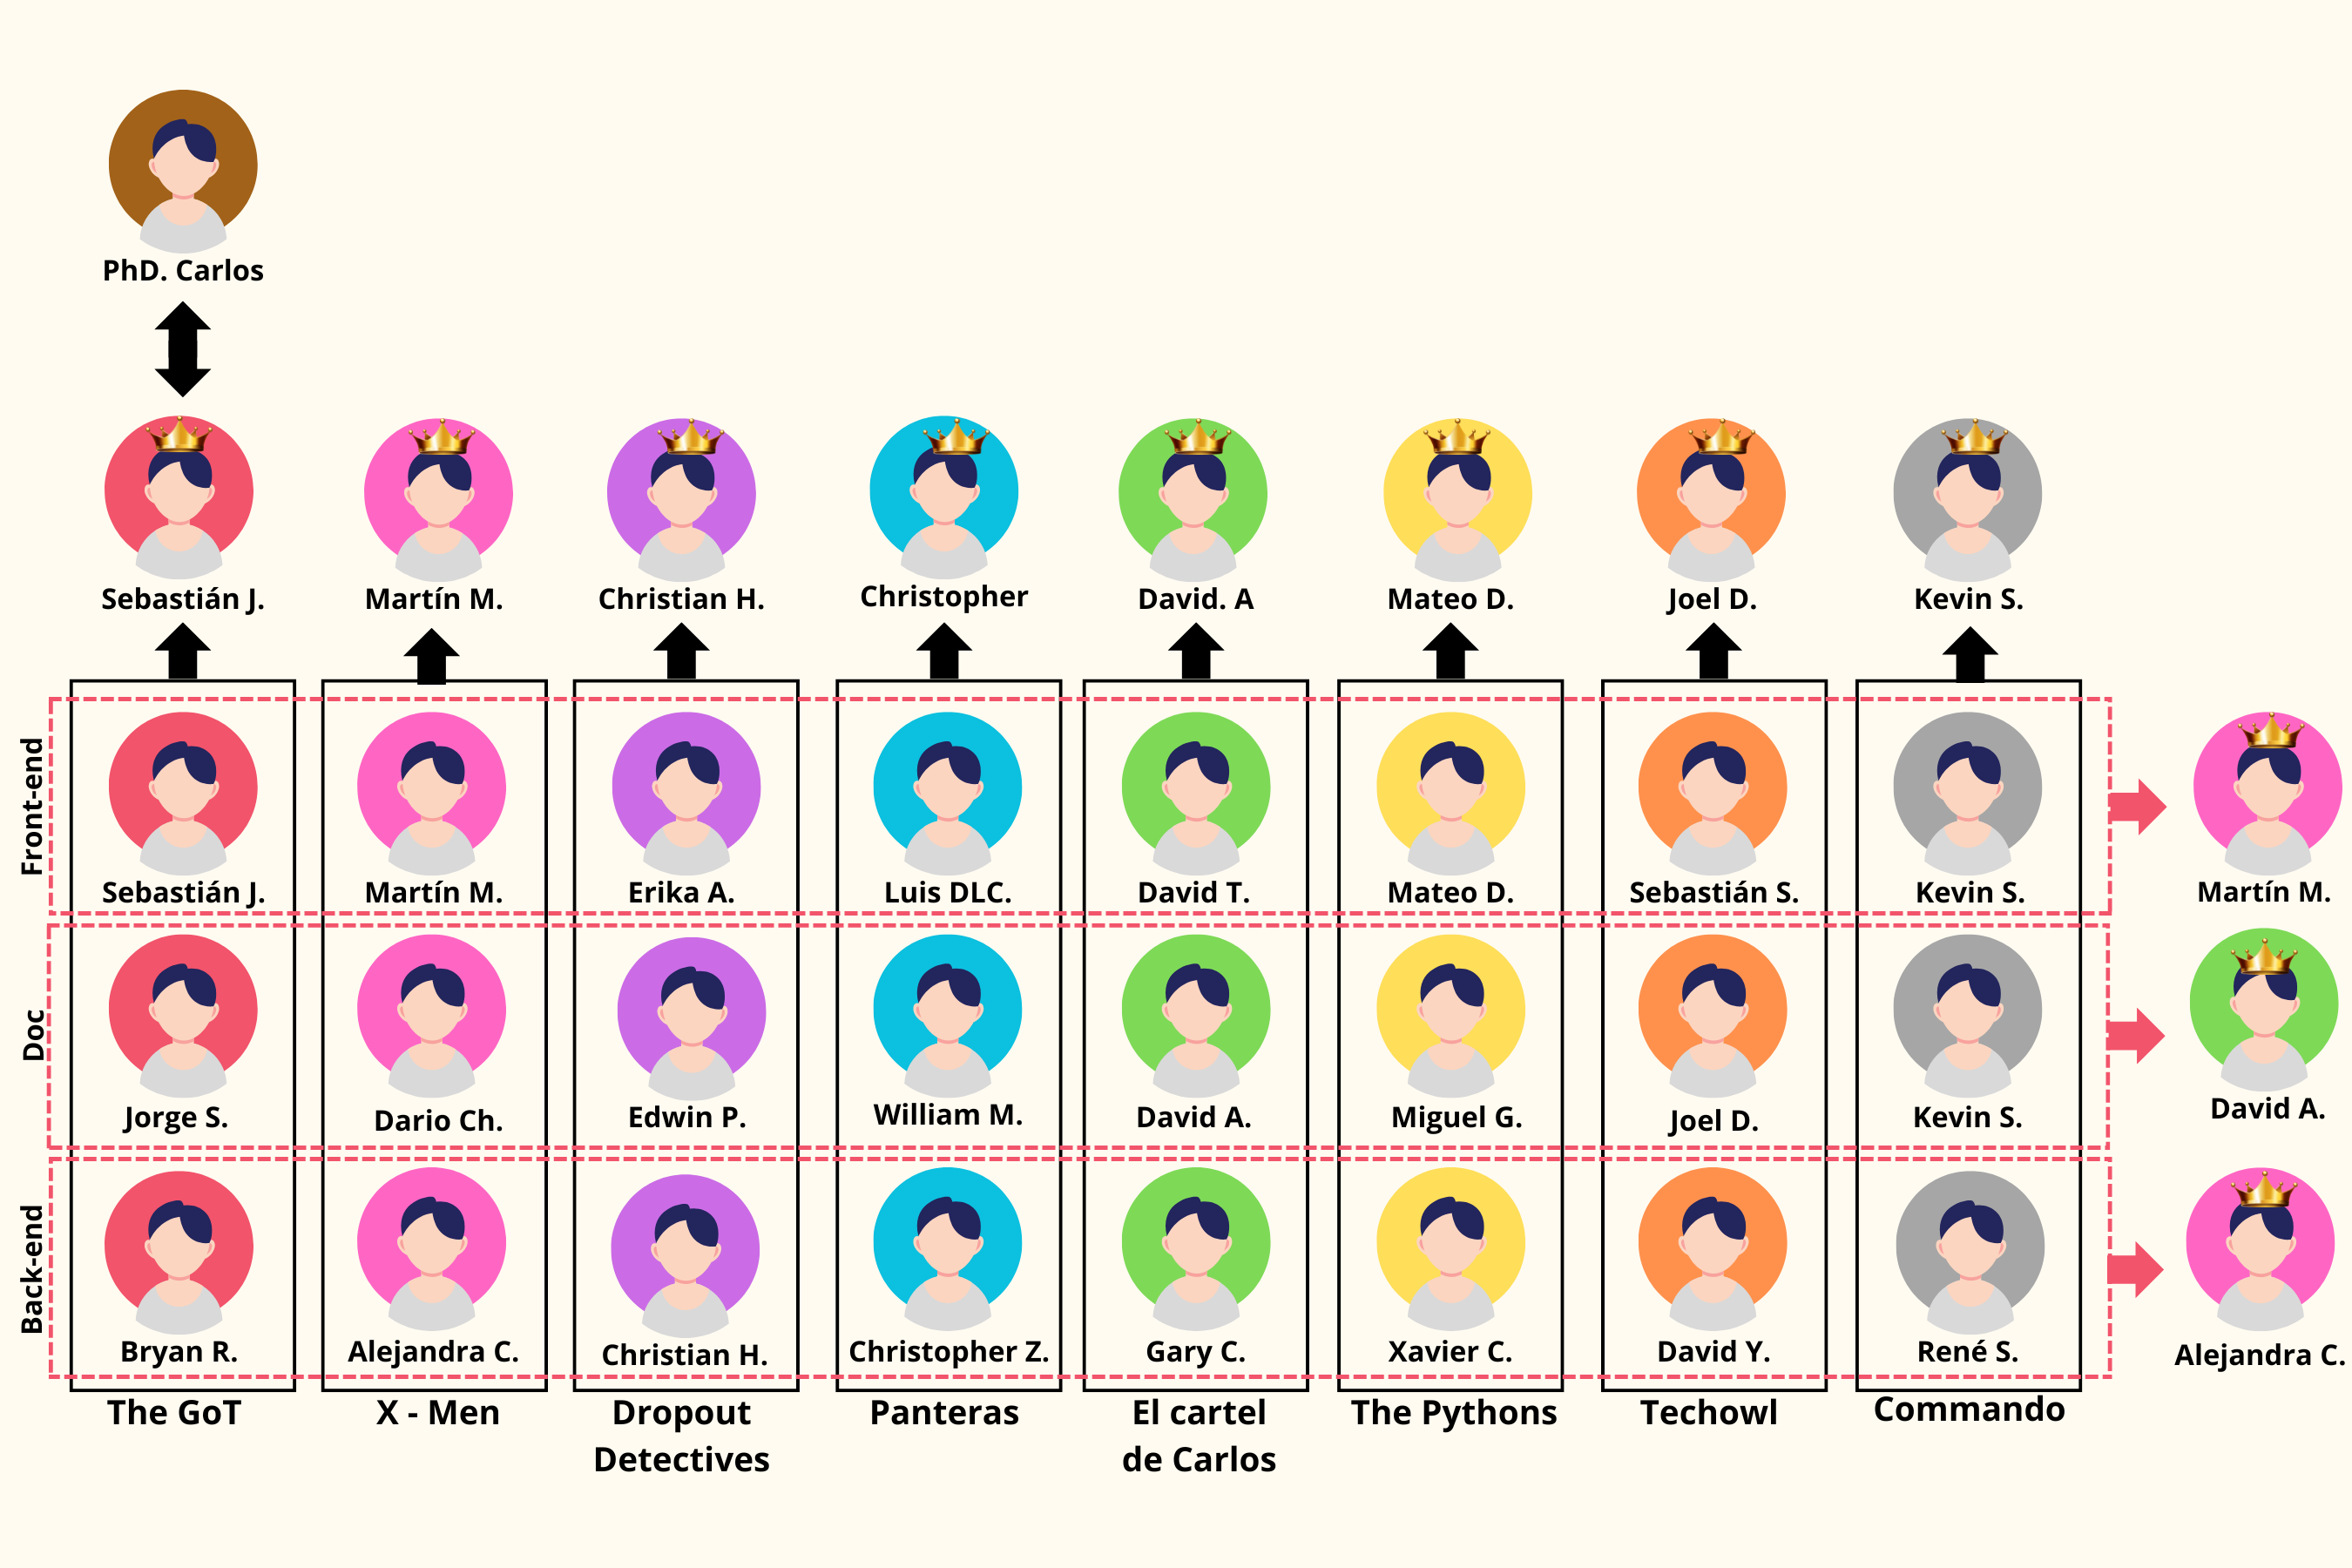 PhD. Carlos
Sebastián J.
Martín M.
Christian H.
Christopher
David. A
Mateo D.
Joel D.
Kevin S.
Front-end
Sebastián J.
Martín M.
Erika A.
Luis DLC.
David T.
Mateo D.
Sebastián S.
Kevin S.
Martín M.
Doc
Jorge S.
Dario Ch.
Edwin P.
William M.
David A.
Miguel G.
Joel D.
Kevin S.
David A.
Back-end
Bryan R.
Alejandra C.
Christian H.
Christopher Z.
Gary C.
Xavier C.
David Y.
René S.
Alejandra C.
The GoT
X - Men
Dropout
Detectives
Panteras
El cartel
de Carlos
The Pythons
Techowl
Commando